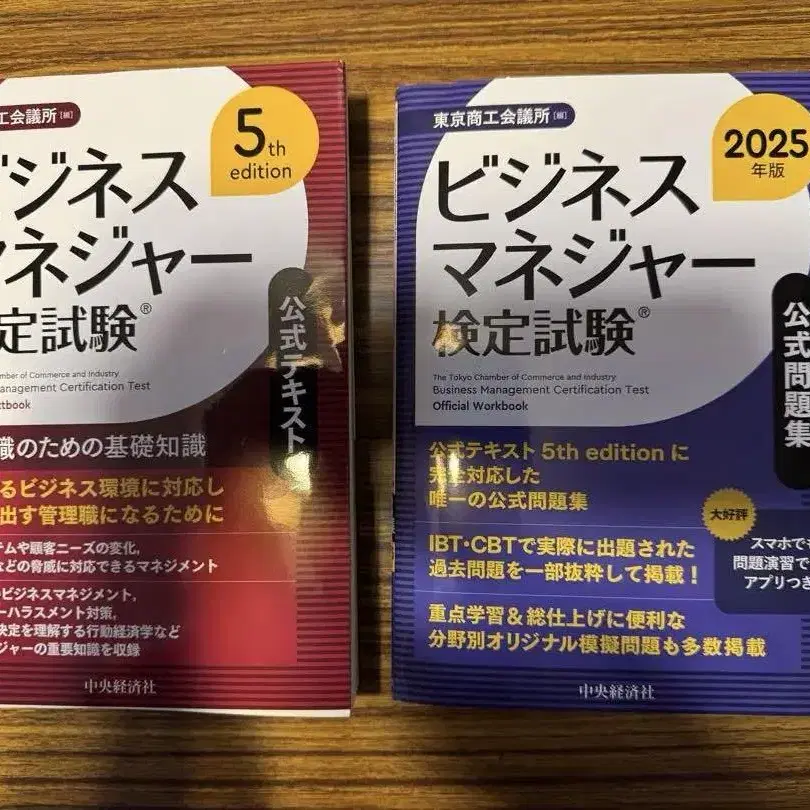 工会議所[編]
5th
edition
ビジネス
マネジャー
定試験®
公式テキスト
mber of Commerce and Industry
anagement Certification Test
tbook
職のための基礎知識
るビジネス環境に対応し
出す管理職になるために
テムや顧客ニーズの変化,
などの脅威に対応できるマネジメント
ビジネスマネジメント,
ーハラスメント対策,
決定を理解する行動経済学など
ジャーの重要知識を収録
中央経済社
東京商工会議所[編]
2025
年版
ビジネス
マネジャー
検定試験®
公式問題集
The Tokyo Chamber of Commerce and Industry
Business Management Certification Test
Official Workbook
公式テキスト 5th edition に
完全対応した
唯一の公式問題集
大好評
スマホでも
問題演習で
アプリつき
IBT・CBTで実際に出題された
過去問題を一部抜粋して掲載！
重点学習＆総仕上げに便利な
分野別オリジナル模擬問題も多数掲載
中央経済社